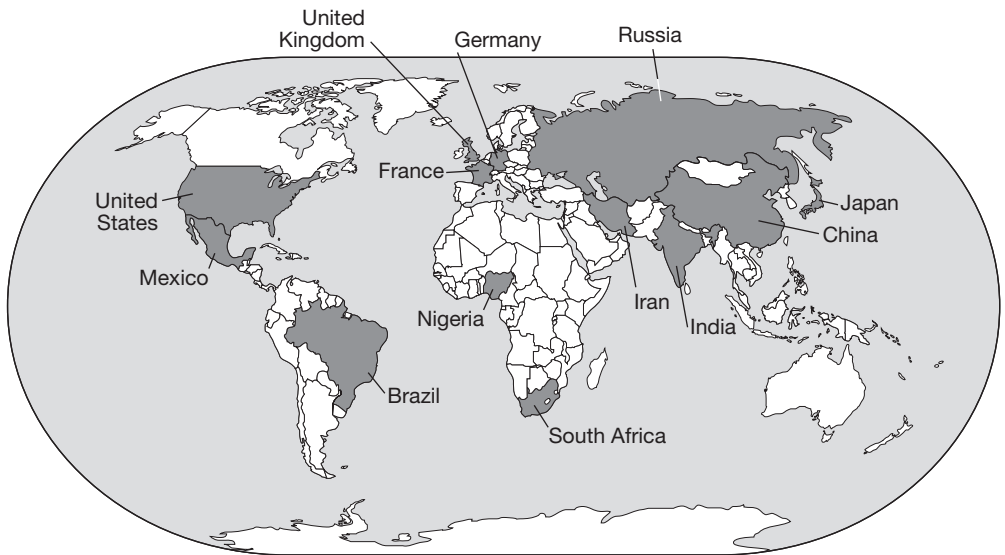 United
Kingdom
Germany
Russia
France
United
States
Japan
China
Mexico
Iran
Nigeria
India
Brazil
South Africa